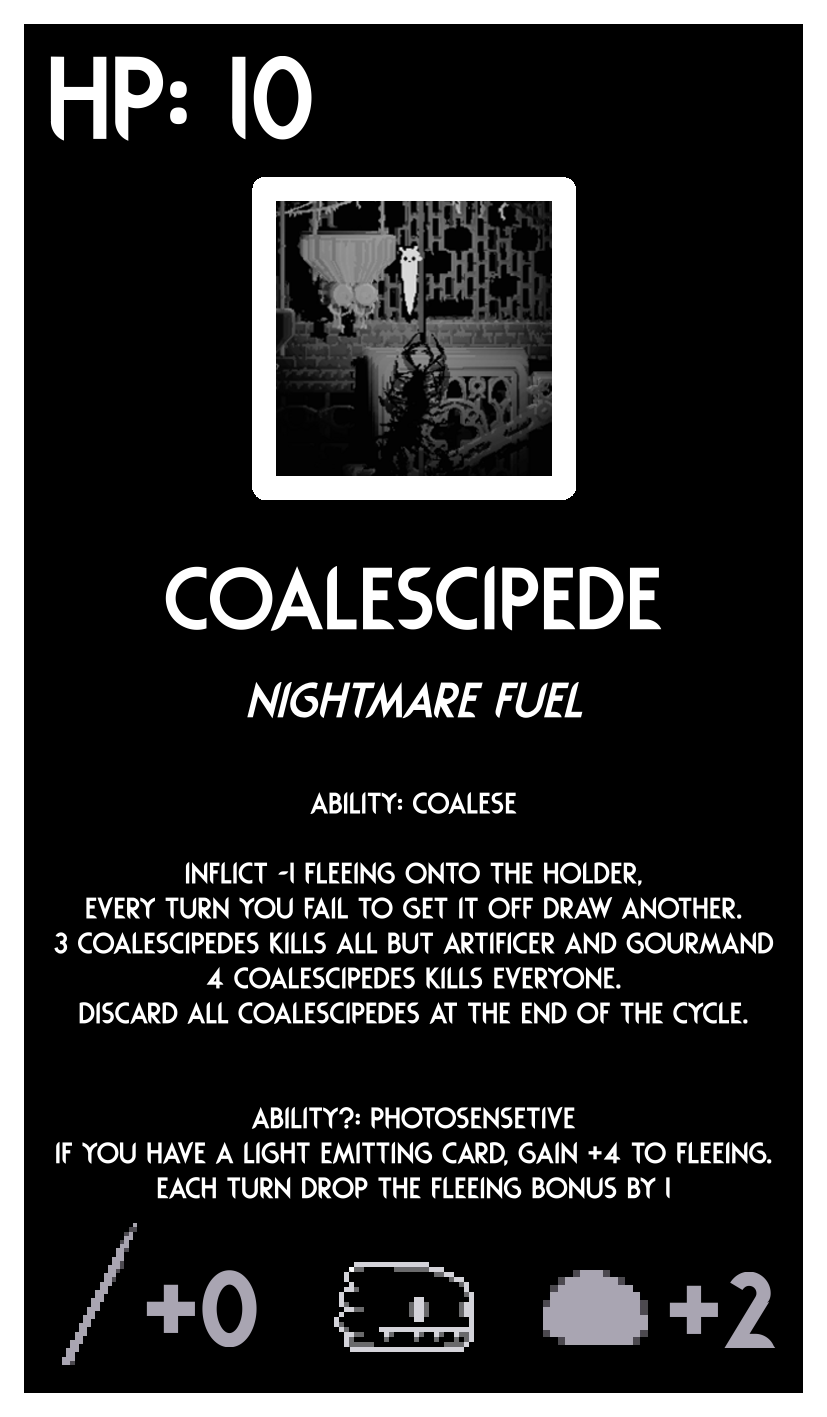 HP: 10
COALESCIPEDE
NIGHTMARE FUEL
ABILITY: COALESE
INFLICT -1 FLEEING ONTO THE HOLDER,
EVERY TURN YOU FAIL TO GET IT OFF DRAW ANOTHER.
3 COALESCIPEDES KILLS ALL BUT ARTIFICER AND GOURMAND
4 COALESCIPEDES KILLS EVERYONE.
DISCARD ALL COALESCIPEDES AT THE END OF THE CYCLE.
ABILITY?: PHOTOSENSETIVE
IF YOU HAVE A LIGHT EMITTING CARD, GAIN +4 TO FLEEING.
EACH TURN DROP THE FLEEING BONUS BY 1
+0 +2